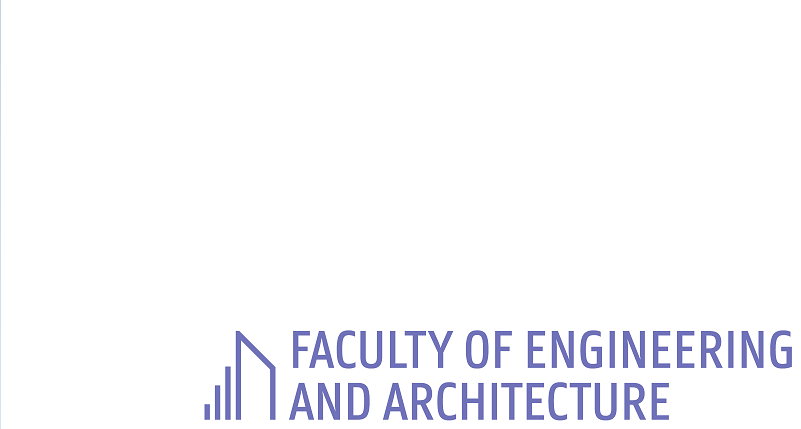 FACULTY OF ENGINEERING
AND ARCHITECTURE